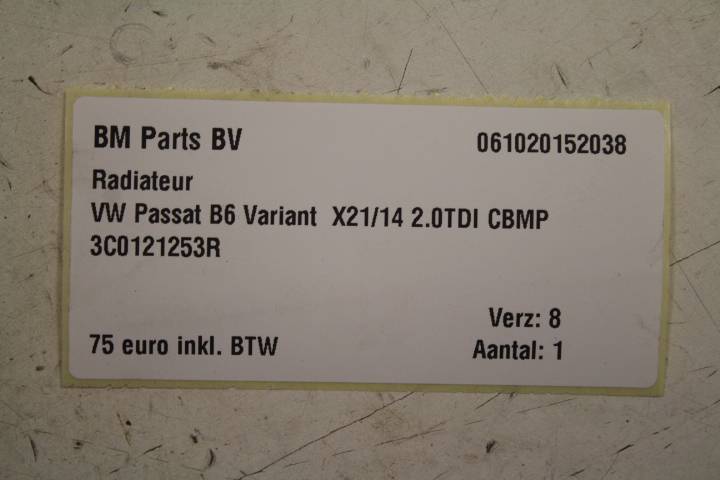 BM Parts BV 061020152038
Radiateur
VW Passat B6 Variant X21/14 2.0TDI CBMP
3C0121253R
Verz: 8
75 euro inkl. BTW Aantal: 1